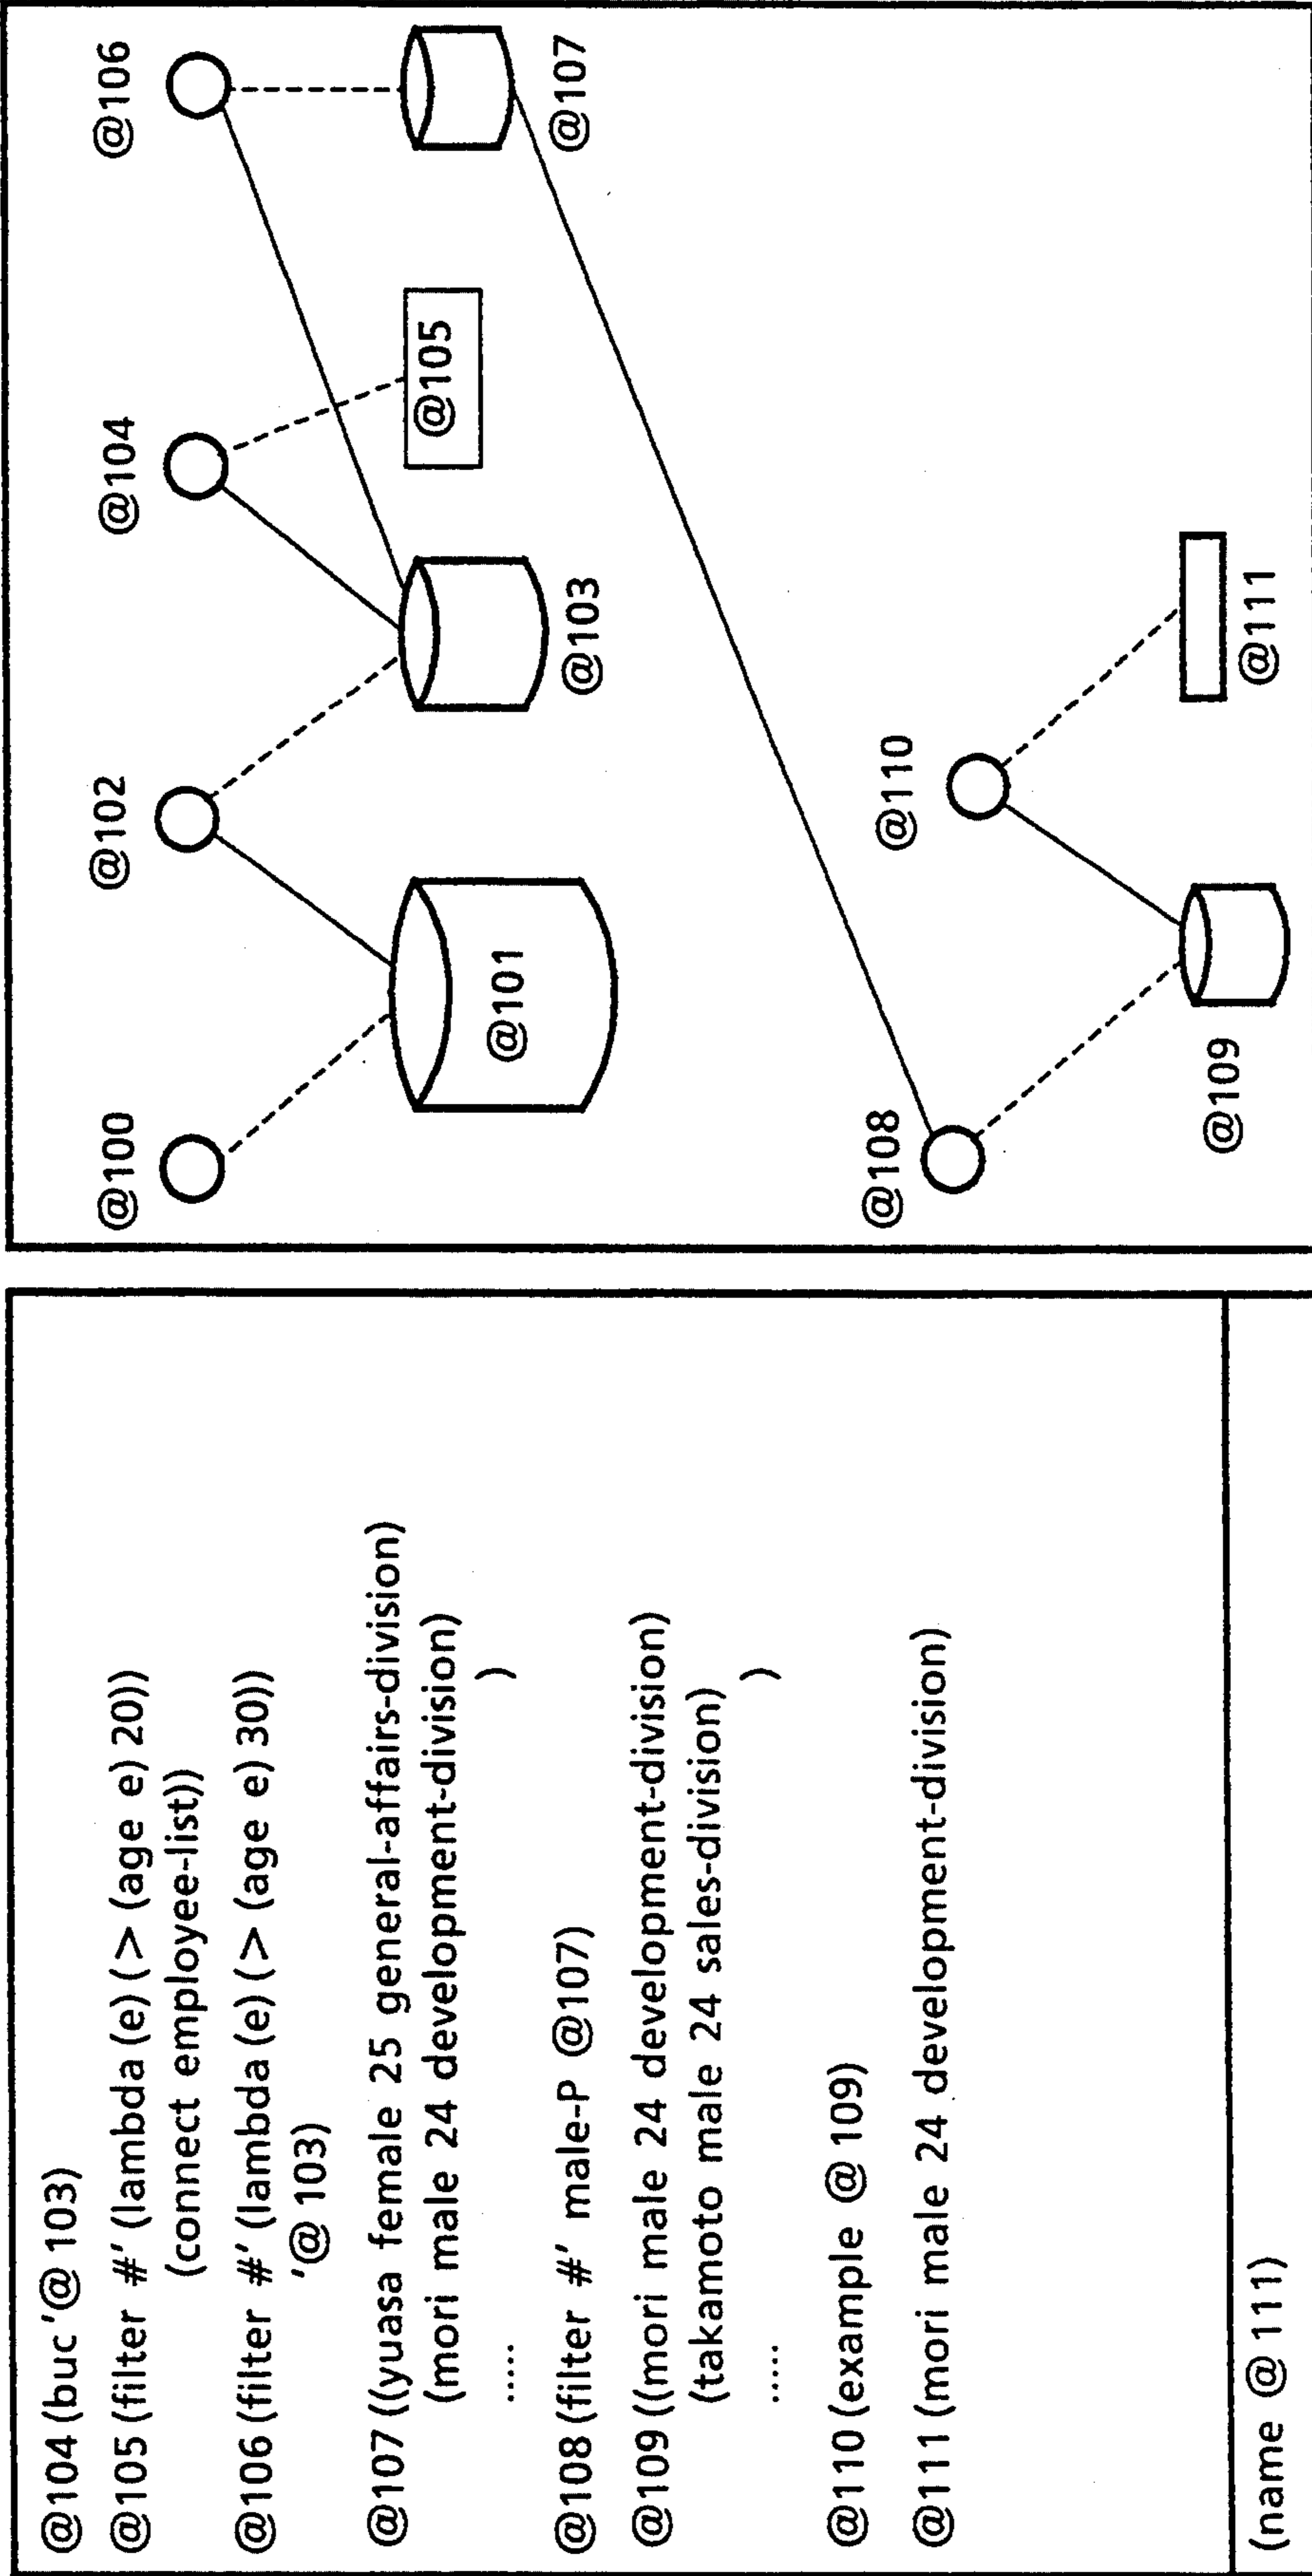 @104 (buc '@ 103)
@105 (filter #' (lambda (e) (> (age e) 20))
(connect employee-list))
@106 (filter #' (lambda (e) (> (age e) 30))
'@ 103)
@107 ((yuasa female 25 general-affairs-division)
(mori male 24 development-division)
..... )
@108 (filter #' male-P @107)
@109 ((mori male 24 development-division)
(takamoto male 24 sales-division)
..... )
@110 (example @ 109)
@111 (mori male 24 development-division)
(name @ 111)
@100
@102
@104
@106
@101
@103
@105
@107
@108
@110
@109
@111